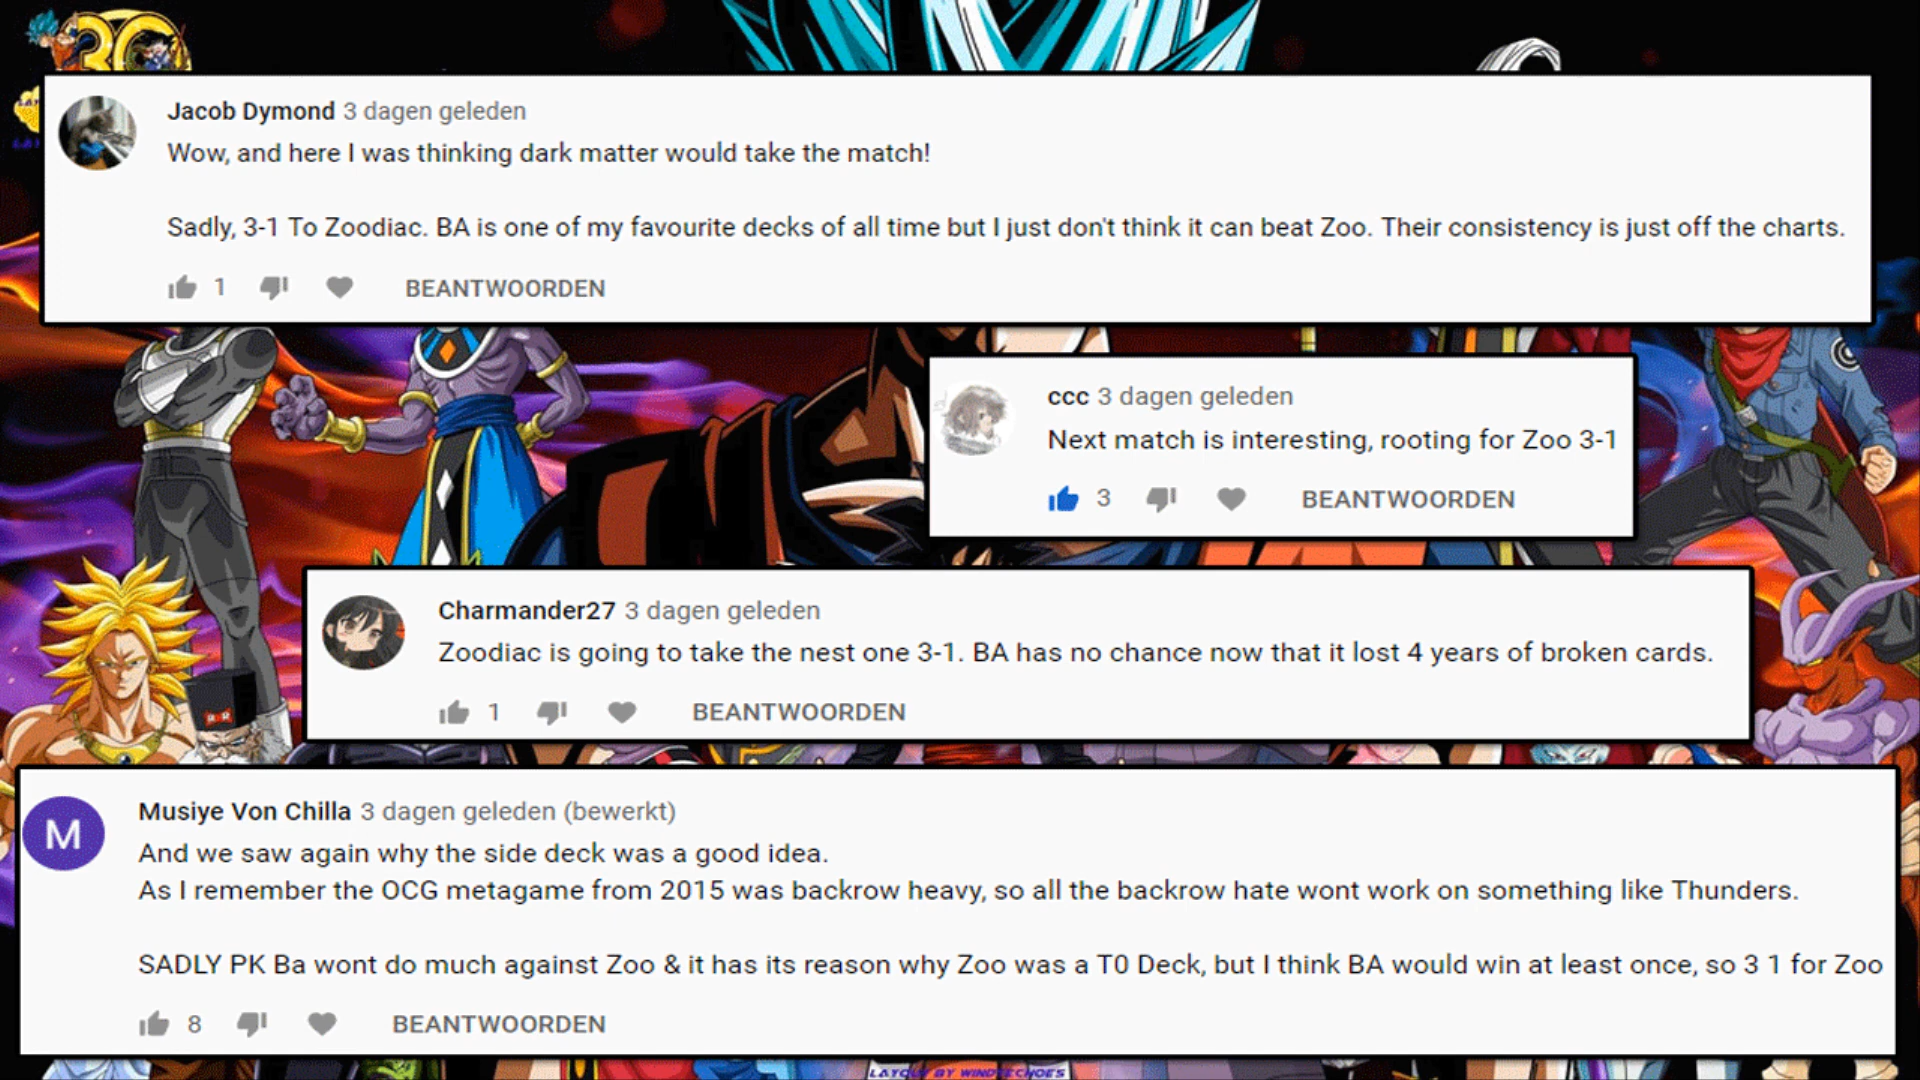 30
Jacob Dymond 3 dagen geleden
Wow, and here I was thinking dark matter would take the match!
Sadly, 3-1 To Zoodiac. BA is one of my favourite decks of all time but I just don't think it can beat Zoo. Their consistency is just off the charts.
1 BEANTWOORDEN
ccc 3 dagen geleden
Next match is interesting, rooting for Zoo 3-1
3 BEANTWOORDEN
Charmander27 3 dagen geleden
Zoodiac is going to take the nest one 3-1. BA has no chance now that it lost 4 years of broken cards.
1 BEANTWOORDEN
RR
M
Musiye Von Chilla 3 dagen geleden (bewerkt)
And we saw again why the side deck was a good idea.
As I remember the OCG metagame from 2015 was backrow heavy, so all the backrow hate wont work on something like Thunders.
SADLY PK Ba wont do much against Zoo & it has its reason why Zoo was a T0 Deck, but I think BA would win at least once, so 3 1 for Zoo
8 BEANTWOORDEN
LAYOUT BY WINDYECHOES